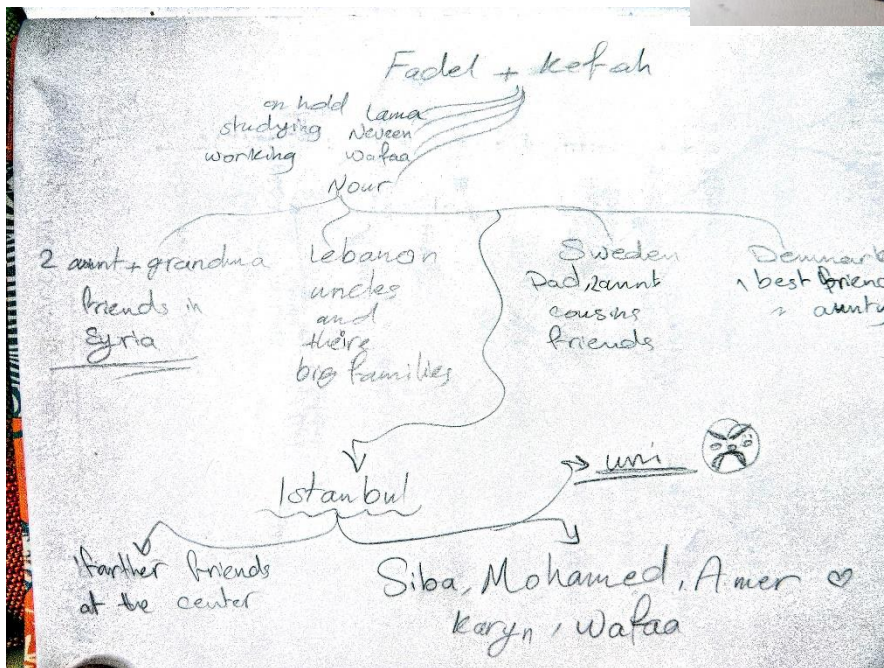 Fadel + Kefah
on hold Lama
studying Neveen
working Wafaa
Nour
2 aunt + grandma
friends in
Syria
Lebanon
uncles
and
theire
big families
Sweden
Dad, 2 aunt
cousins
friends
Denmark
1 best friend
2 aunty
Istanbul
uni
farther friends
at the center
Siba, Mohamed, Amer ♡
Karyn, Wafaa